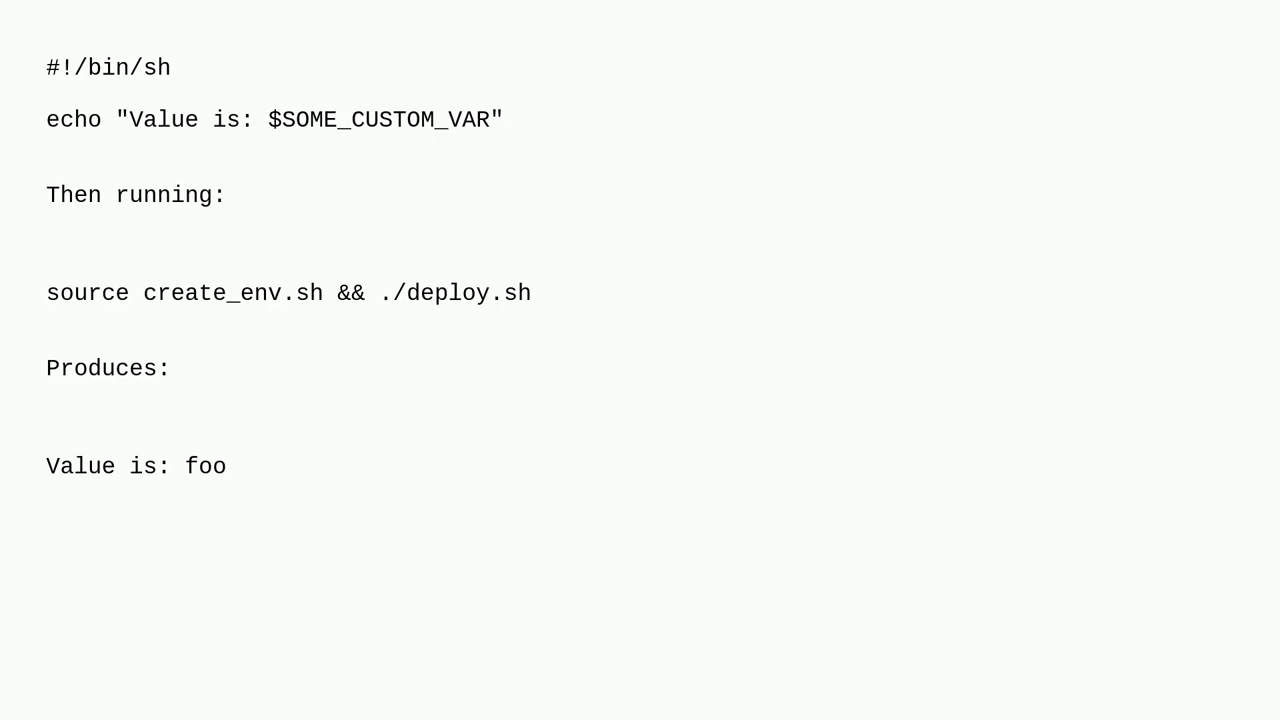 #!/bin/sh
echo "Value is: $SOME_CUSTOM_VAR"
Then running:
source create_env.sh && ./deploy.sh
Produces:
Value is: foo